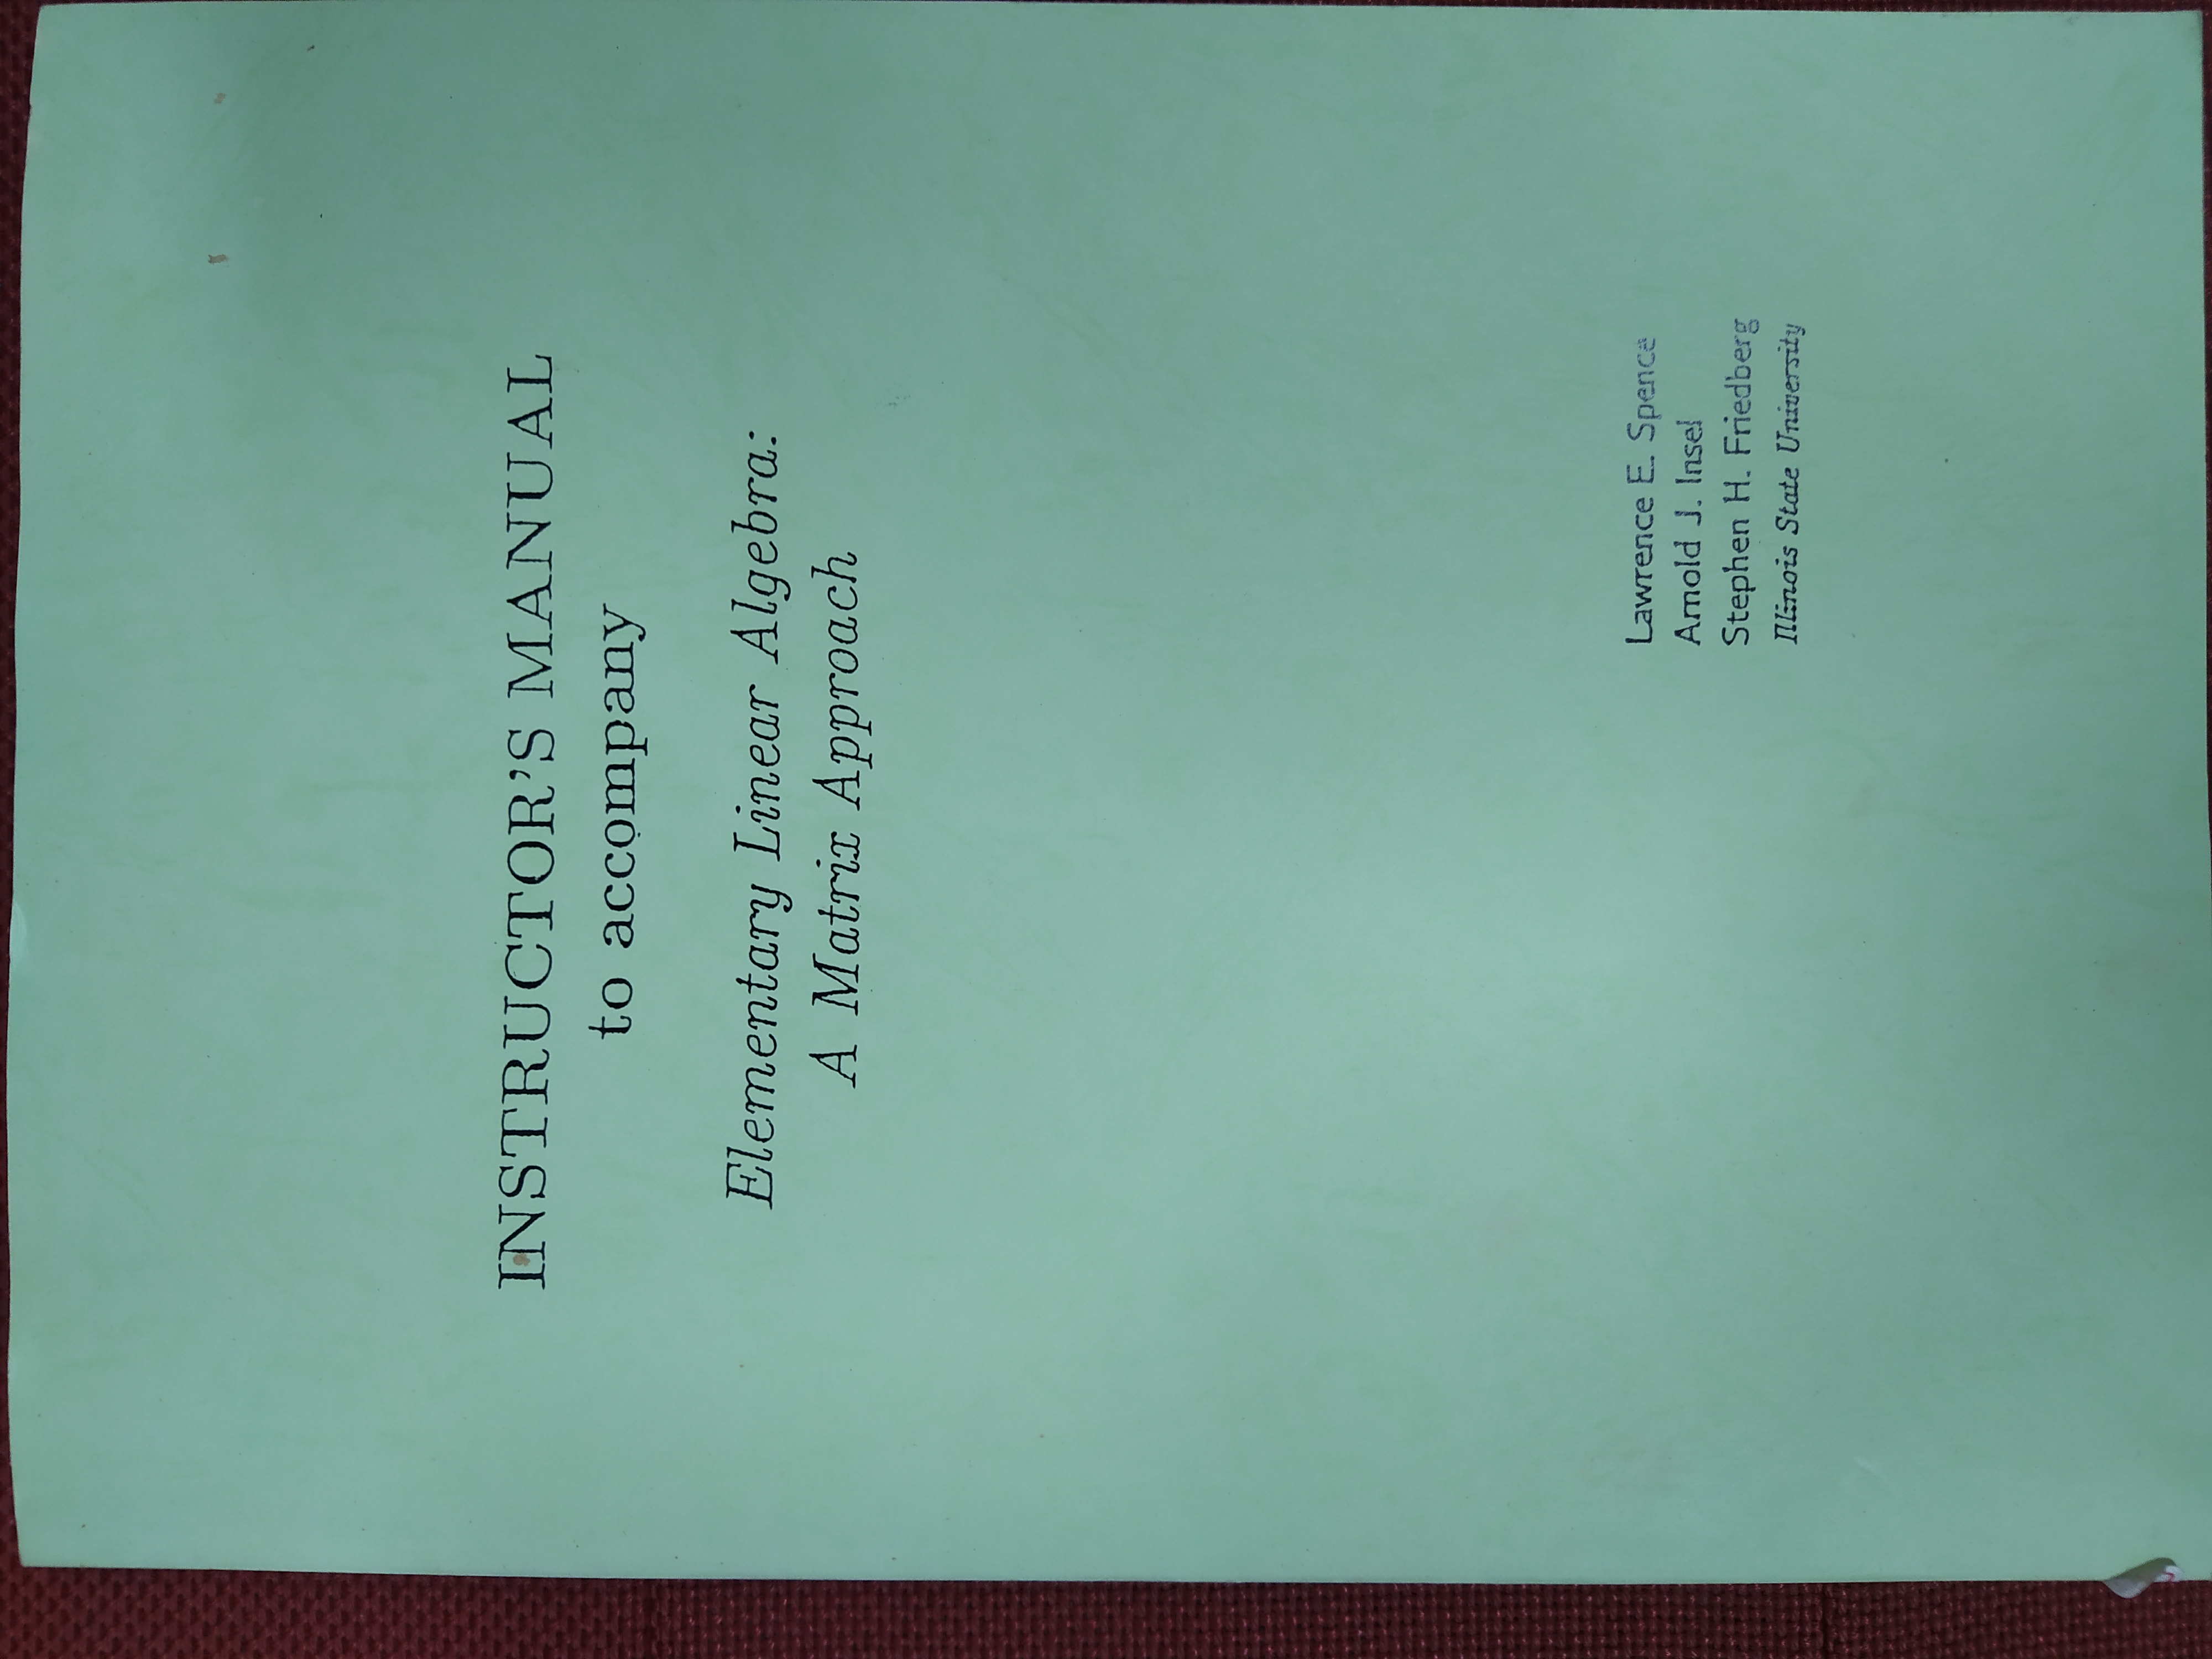 INSTRUCTOR'S MANUAL
to accompany
Elementary Linear Algebra:
A Matrix Approach
Lawrence E. Spence
Arnold J. Insel
Stephen H. Friedberg
Illinois State University